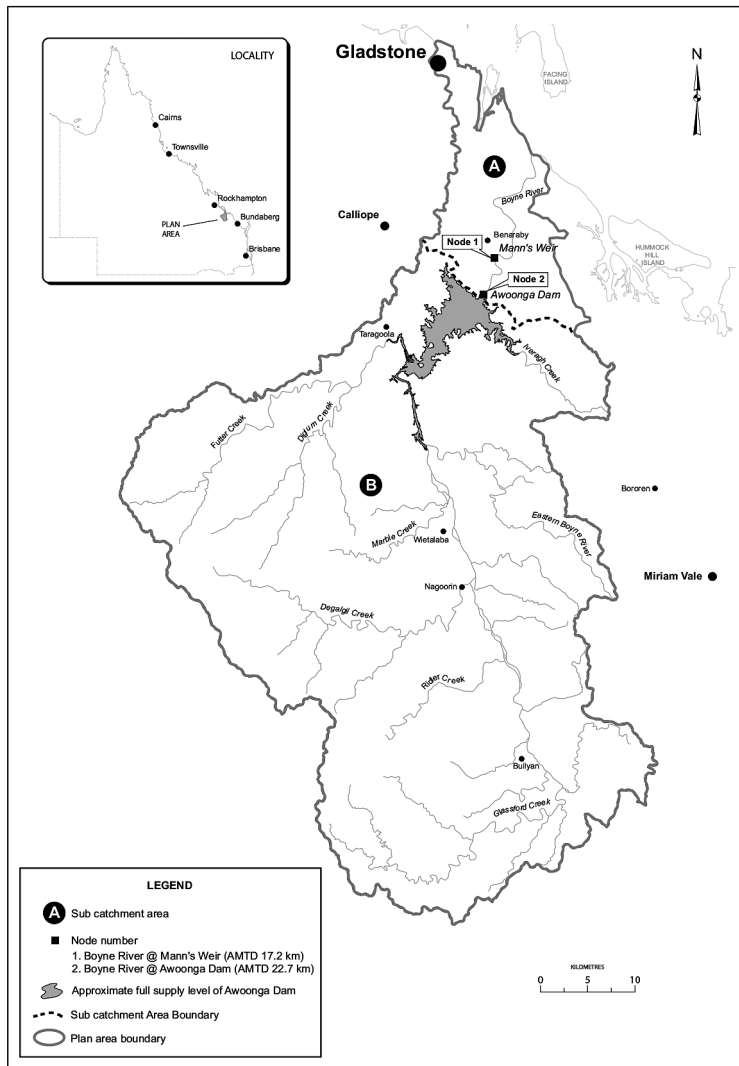 LOCALITY
Cairns
Townsville
Rockhampton
PLAN
AREA
Bundaberg
Brisbane
Gladstone
FACING
ISLAND
N
A
Boyne River
Calliope
Benaraby
Node 1
Mann's Weir
HUMMOCK
HILL
ISLAND
Node 2
Awoonga Dam
Taragoola
Iveragh Creek
Futter Creek
Diglum Creek
B
Bororen
Eastern Boyne
River
Marble Creek
Wietalaba
Miriam Vale
Nagoorin
Degalgil Creek
Rider Creek
Builyan
Glassford Creek
LEGEND
A Sub catchment area
Node number
1. Boyne River @ Mann's Weir (AMTD 17.2 km)
2. Boyne River @ Awoonga Dam (AMTD 22.7 km)
Approximate full supply level of Awoonga Dam
Sub catchment Area Boundary
Plan area boundary
KILOMETRES
0 5 10